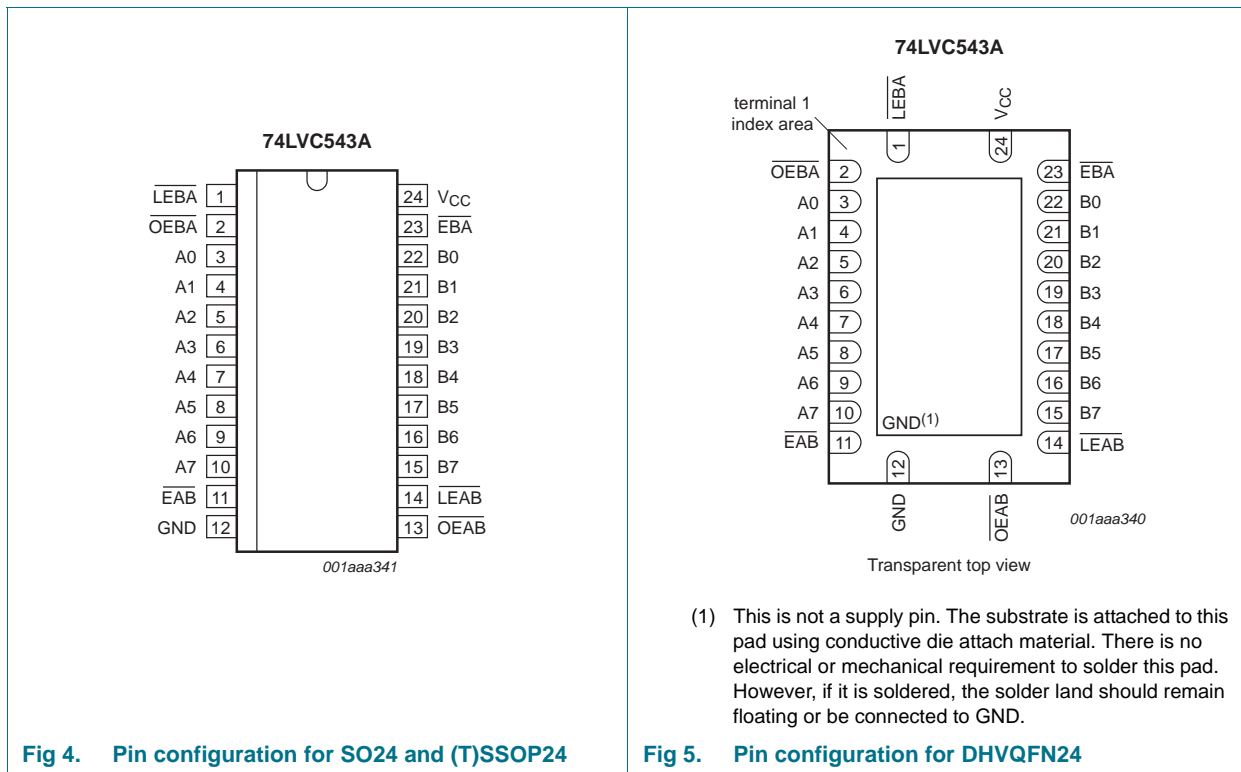 74LVC543A
LEBA 1
OEBA 2
A0 3
A1 4
A2 5
A3 6
A4 7
A5 8
A6 9
A7 10
EAB 11
GND 12
24 VCC
23 EBA
22 B0
21 B1
20 B2
19 B3
18 B4
17 B5
16 B6
15 B7
14 LEAB
13 OEAB
001aaa341
Fig 4. Pin configuration for SO24 and (T)SSOP24
74LVC543A
terminal 1
index area
LEBA
1
VCC
24
OEBA 2
A0 3
A1 4
A2 5
A3 6
A4 7
A5 8
A6 9
A7 10
EAB 11
23 EBA
22 B0
21 B1
20 B2
19 B3
18 B4
17 B5
16 B6
15 B7
14 LEAB
GND(1)
12
GND
13
OEAB
001aaa340
Transparent top view
(1) This is not a supply pin. The substrate is attached to this
pad using conductive die attach material. There is no
electrical or mechanical requirement to solder this pad.
However, if it is soldered, the solder land should remain
floating or be connected to GND.
Fig 5. Pin configuration for DHVQFN24